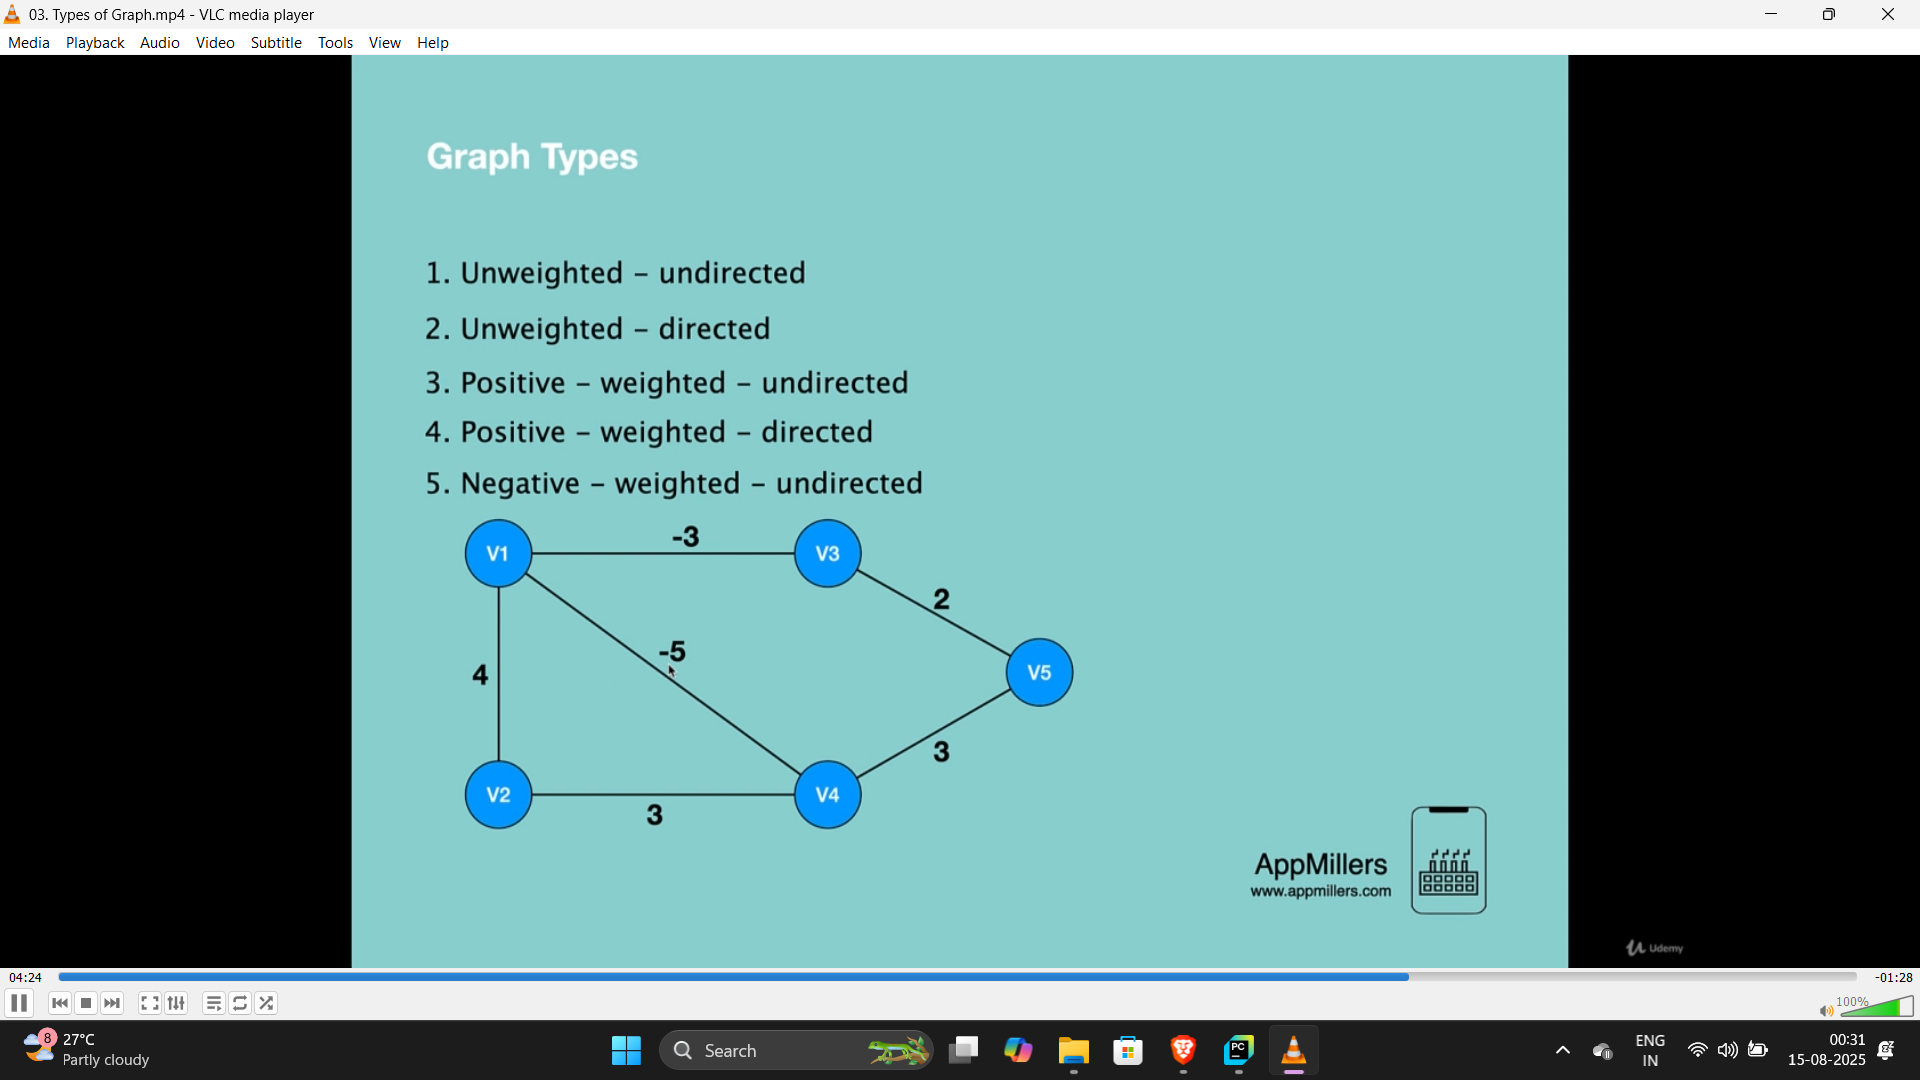 03. Types of Graph.mp4 - VLC media player
Media Playback Audio Video Subtitle Tools View Help
Graph Types
1. Unweighted – undirected
2. Unweighted – directed
3. Positive – weighted – undirected
4. Positive – weighted – directed
5. Negative – weighted – undirected
V1
-3
V3
2
-5
4
V5
3
V2
3
V4
AppMillers
www.appmillers.com
Udemy
04:24
-01:28
100%
8
27°C
Partly cloudy
Search
PC
ENG
IN
00:31
15-08-2025